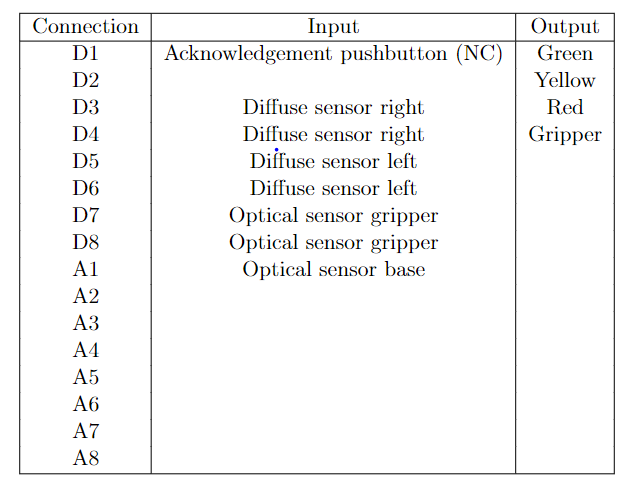 Connection Input Output
D1 Acknowledgement pushbutton (NC) Green
D2 Yellow
D3 Diffuse sensor right Red
D4 Diffuse sensor right Gripper
D5 Diffuse sensor left
D6 Diffuse sensor left
D7 Optical sensor gripper
D8 Optical sensor gripper
A1 Optical sensor base
A2
A3
A4
A5
A6
A7
A8